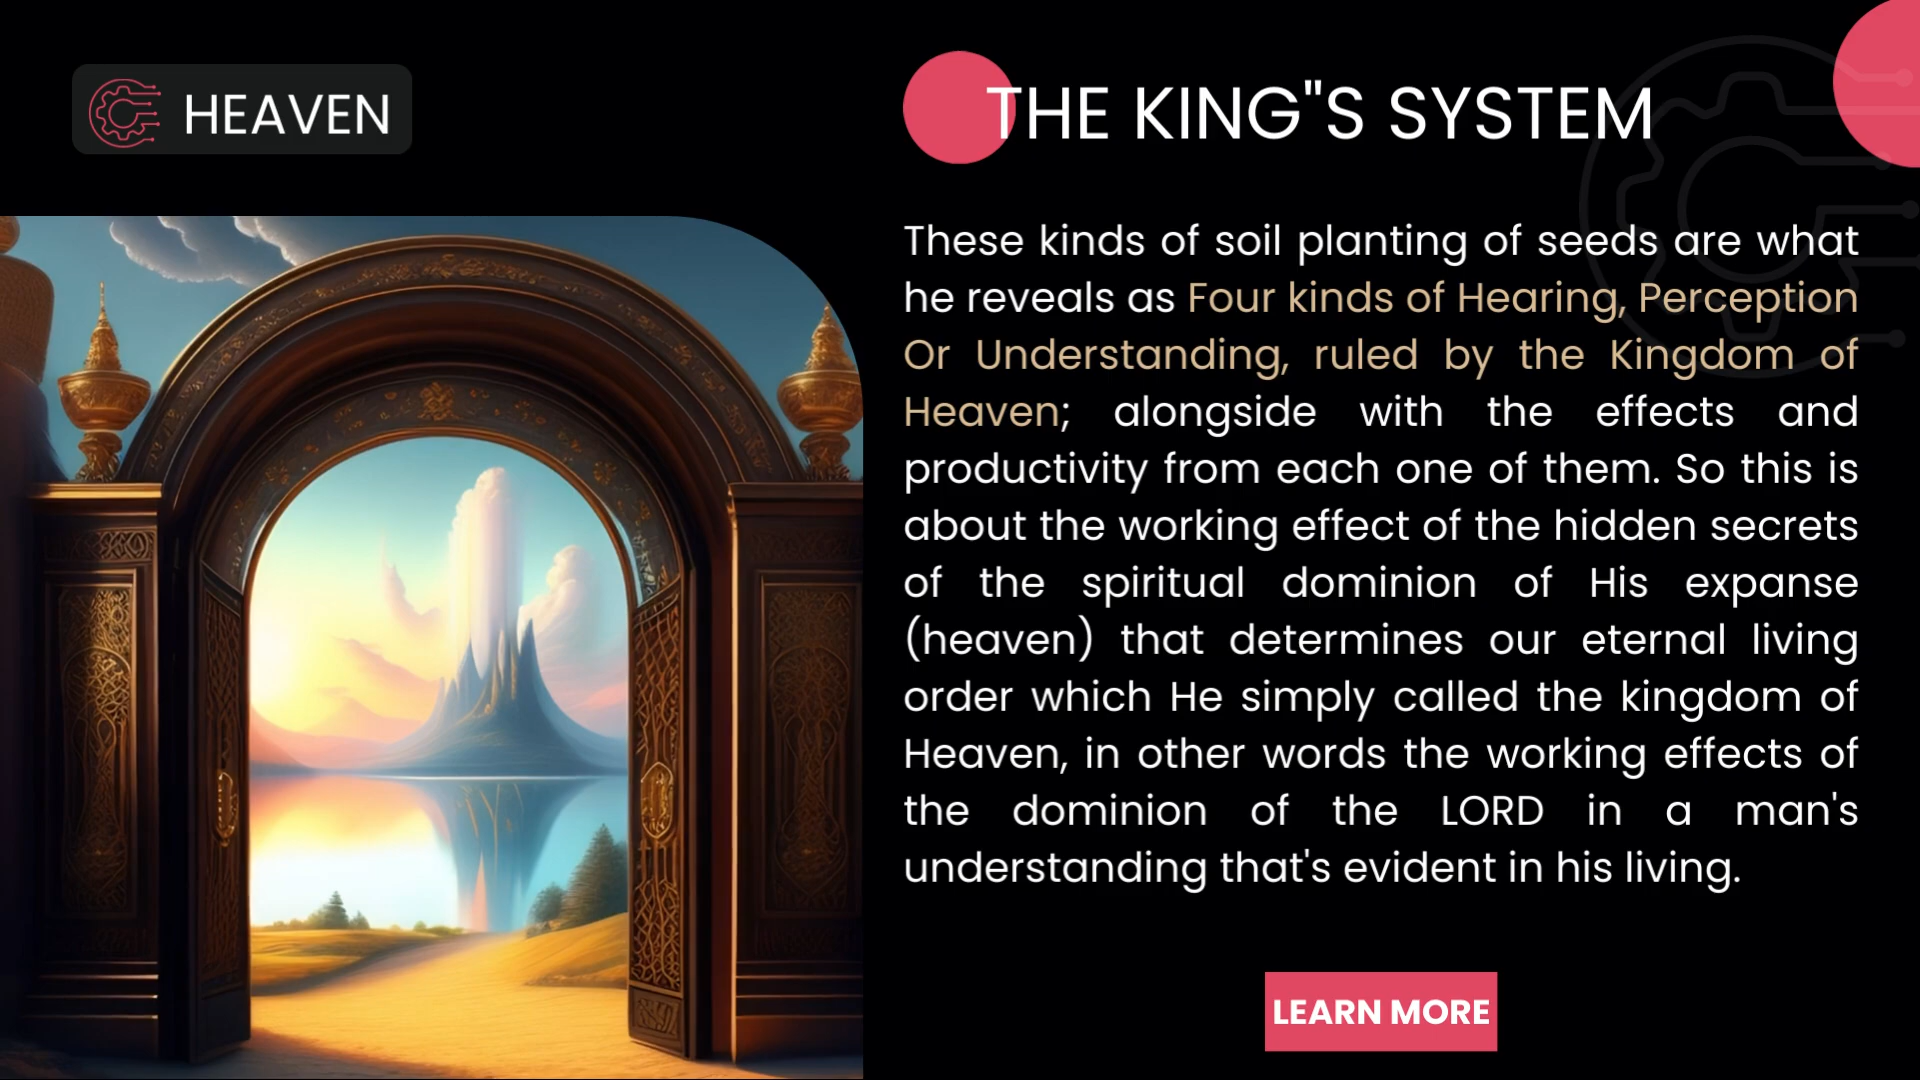 HEAVEN
THE KING"S SYSTEM
These kinds of soil planting of seeds are what
he reveals as Four kinds of Hearing, Perception
Or Understanding, ruled by the Kingdom of
Heaven; alongside with the effects and
productivity from each one of them. So this is
about the working effect of the hidden secrets
of the spiritual dominion of His expanse
(heaven) that determines our eternal living
order which He simply called the kingdom of
Heaven, in other words the working effects of
the dominion of the LORD in a man's
understanding that's evident in his living.
LEARN MORE